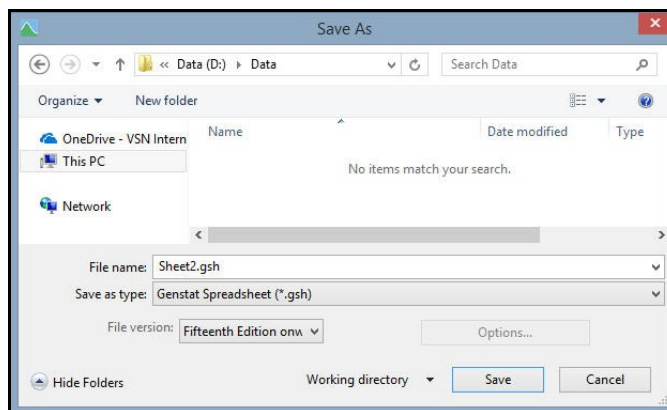 Save As
« Data (D:) Data
Search Data
Organize
New folder
Name
Date modified
Type
OneDrive - VSN Intern
This PC
No items match your search.
Network
File name: Sheet2.gsh
Save as type: Genstat Spreadsheet (*.gsh)
File version: Fifteenth Edition onw
Options...
Hide Folders
Working directory
Save
Cancel